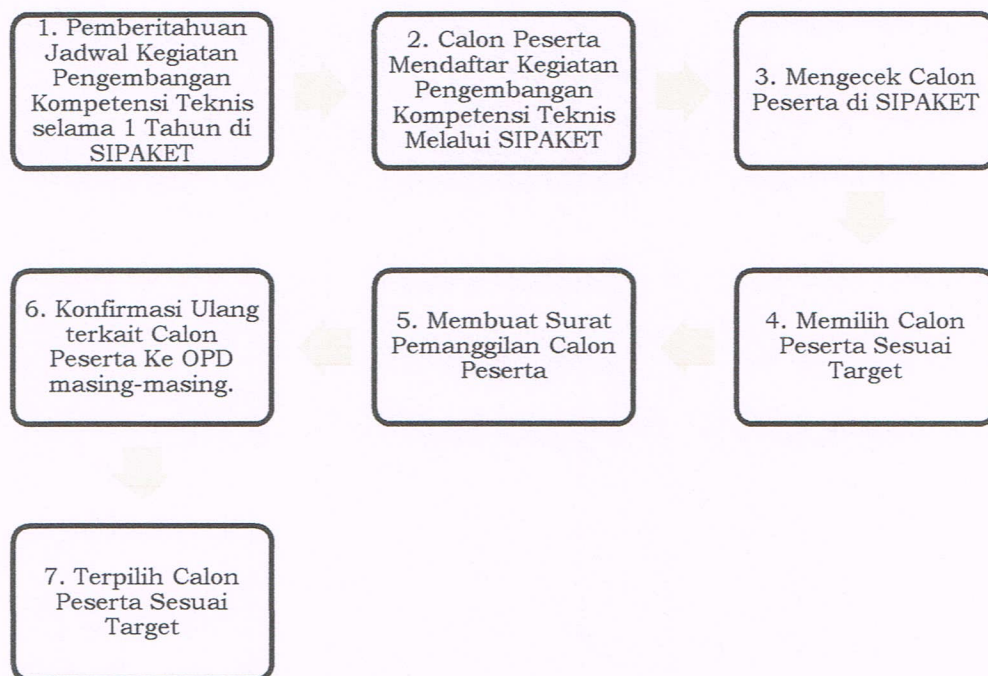 1. Pemberitahuan
Jadwal Kegiatan
Pengembangan
Kompetensi Teknis
selama 1 Tahun di
SIPAKET
2. Calon Peserta
Mendaftar Kegiatan
Pengembangan
Kompetensi Teknis
Melalui SIPAKET
3. Mengecek Calon
Peserta di SIPAKET
4. Memilih Calon
Peserta Sesuai
Target
5. Membuat Surat
Pemanggilan Calon
Peserta
6. Konfirmasi Ulang
terkait Calon
Peserta Ke OPD
masing-masing.
7. Terpilih Calon
Peserta Sesuai
Target